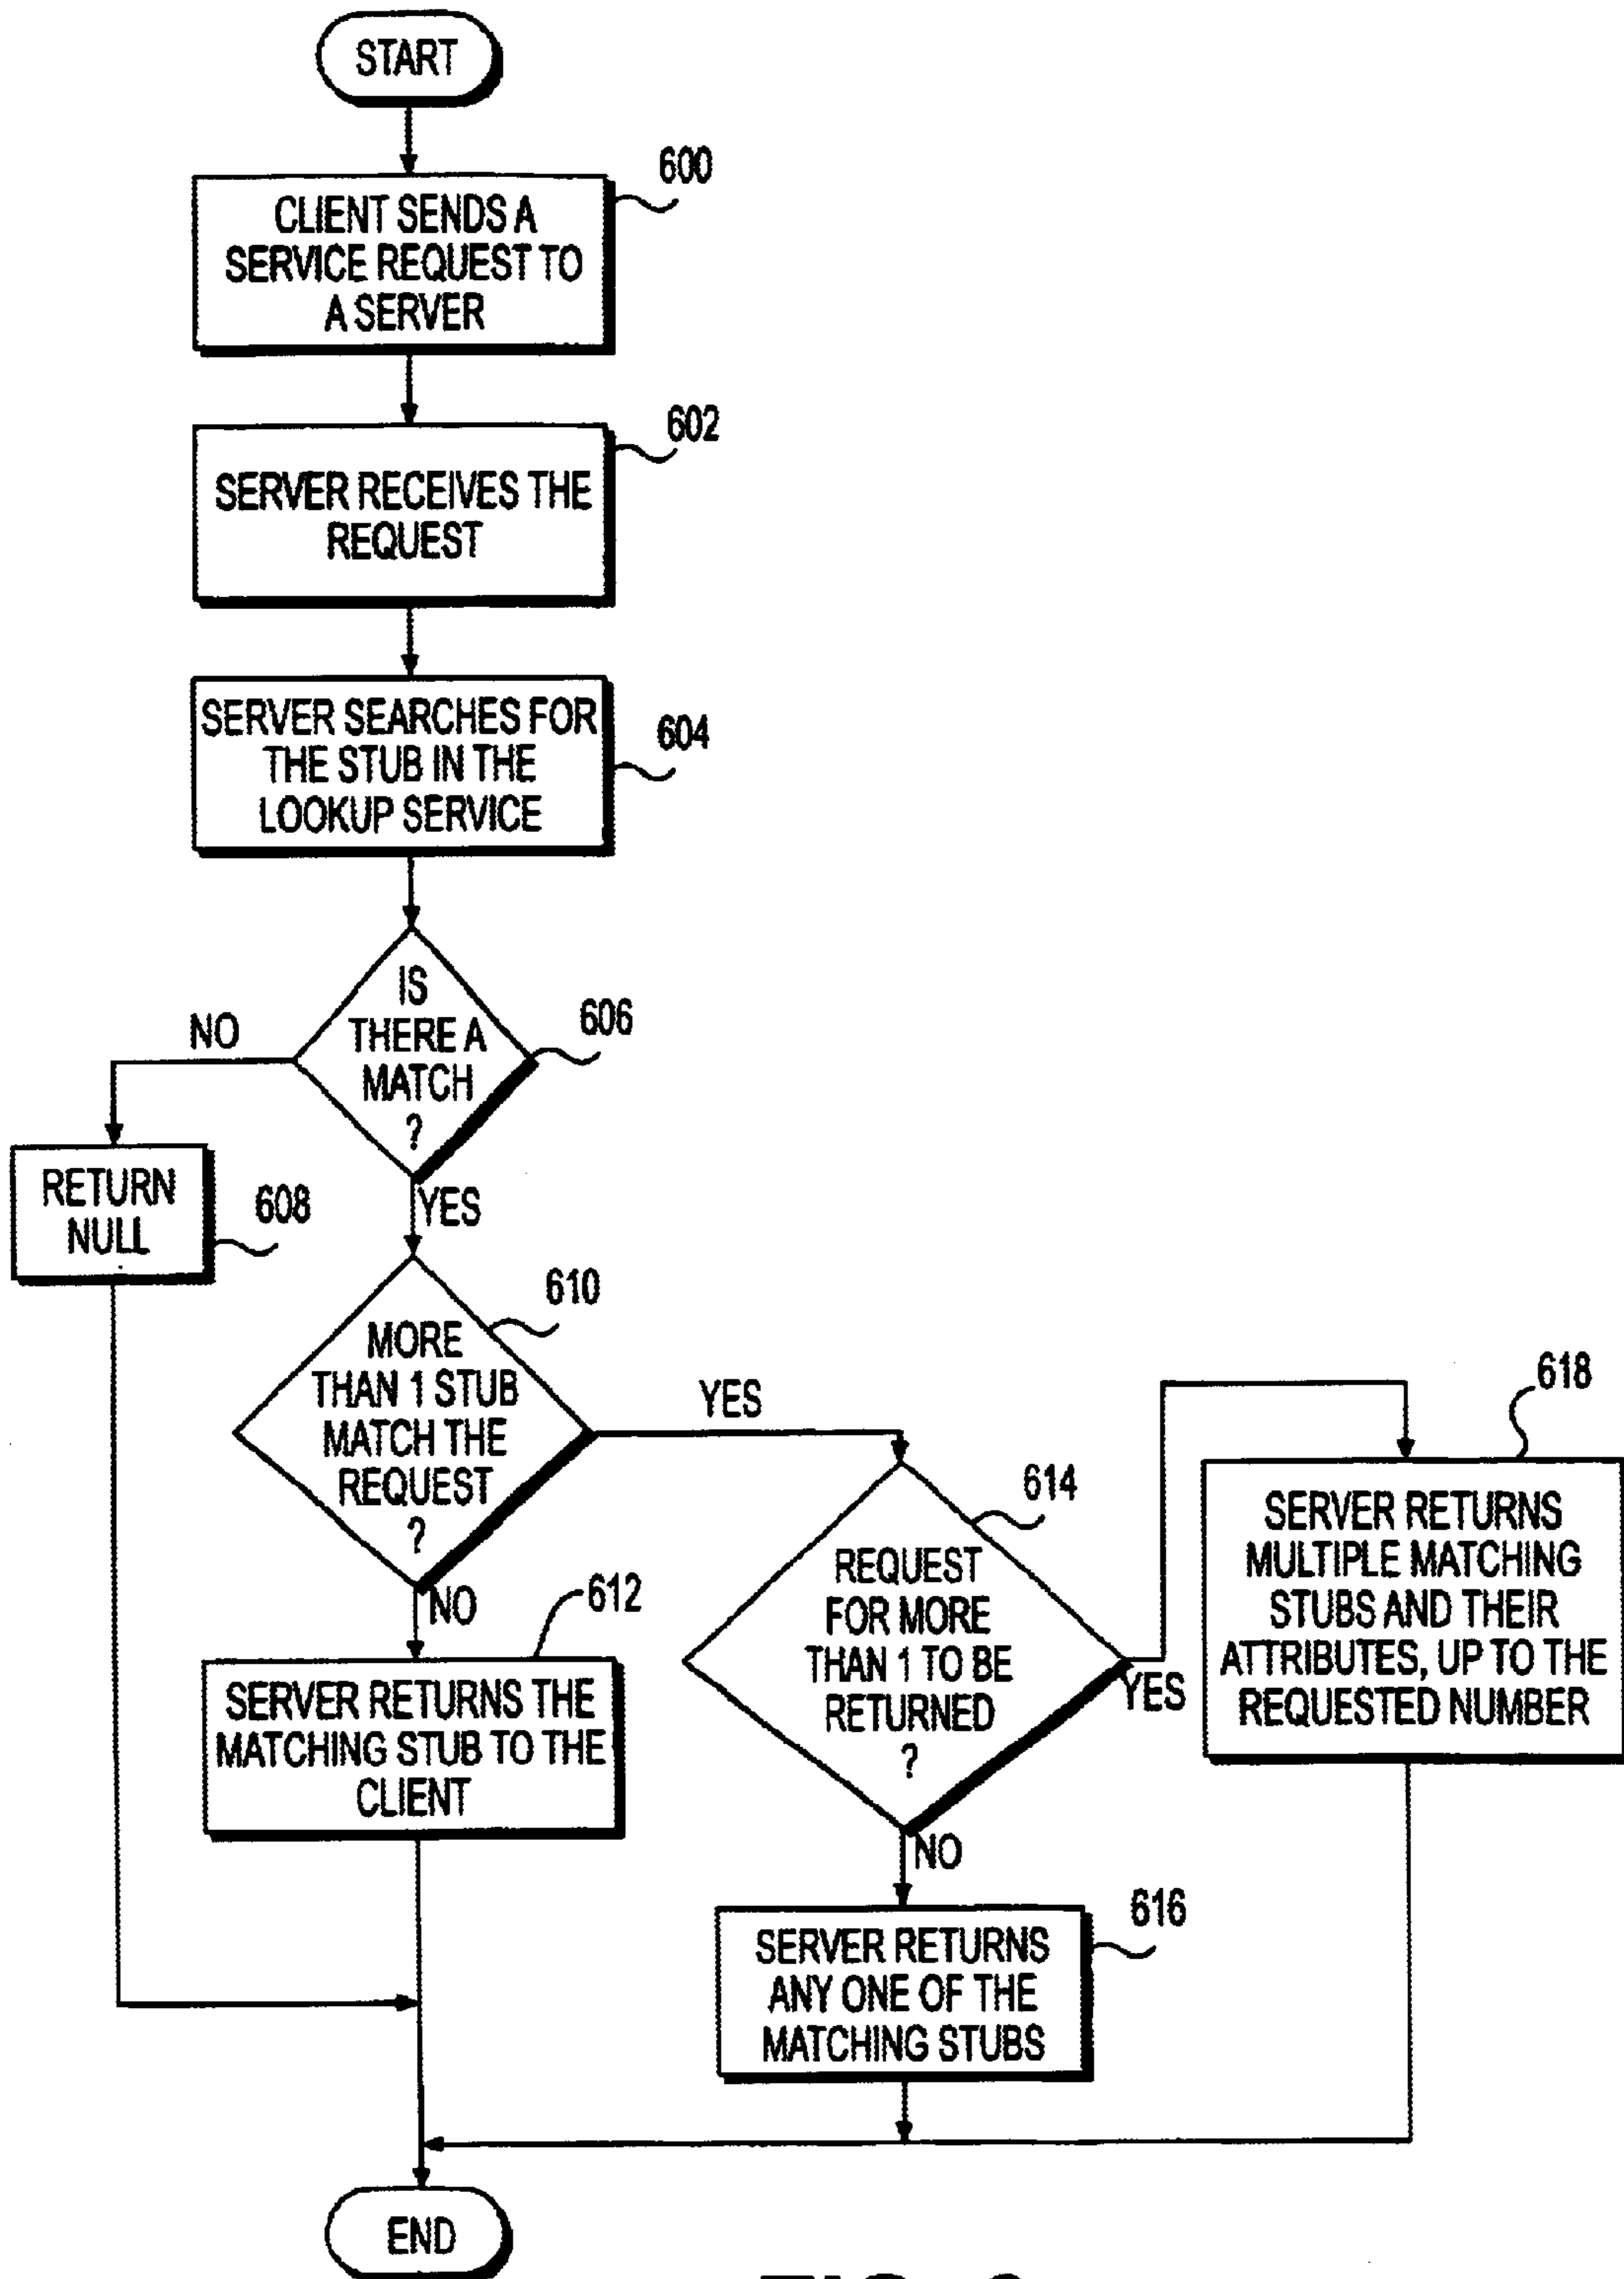 START
600
CLIENT SENDS A
SERVICE REQUEST TO
A SERVER
602
SERVER RECEIVES THE
REQUEST
SERVER SEARCHES FOR
THE STUB IN THE
LOOKUP SERVICE
604
IS
THERE A
MATCH
?
606
NO
YES
RETURN
NULL
608
610
MORE
THAN 1 STUB
MATCH THE
REQUEST
?
YES
NO
612
SERVER RETURNS THE
MATCHING STUB TO THE
CLIENT
614
REQUEST
FOR MORE
THAN 1 TO BE
RETURNED
?
YES
NO
618
SERVER RETURNS
MULTIPLE MATCHING
STUBS AND THEIR
ATTRIBUTES, UP TO THE
REQUESTED NUMBER
616
SERVER RETURNS
ANY ONE OF THE
MATCHING STUBS
END